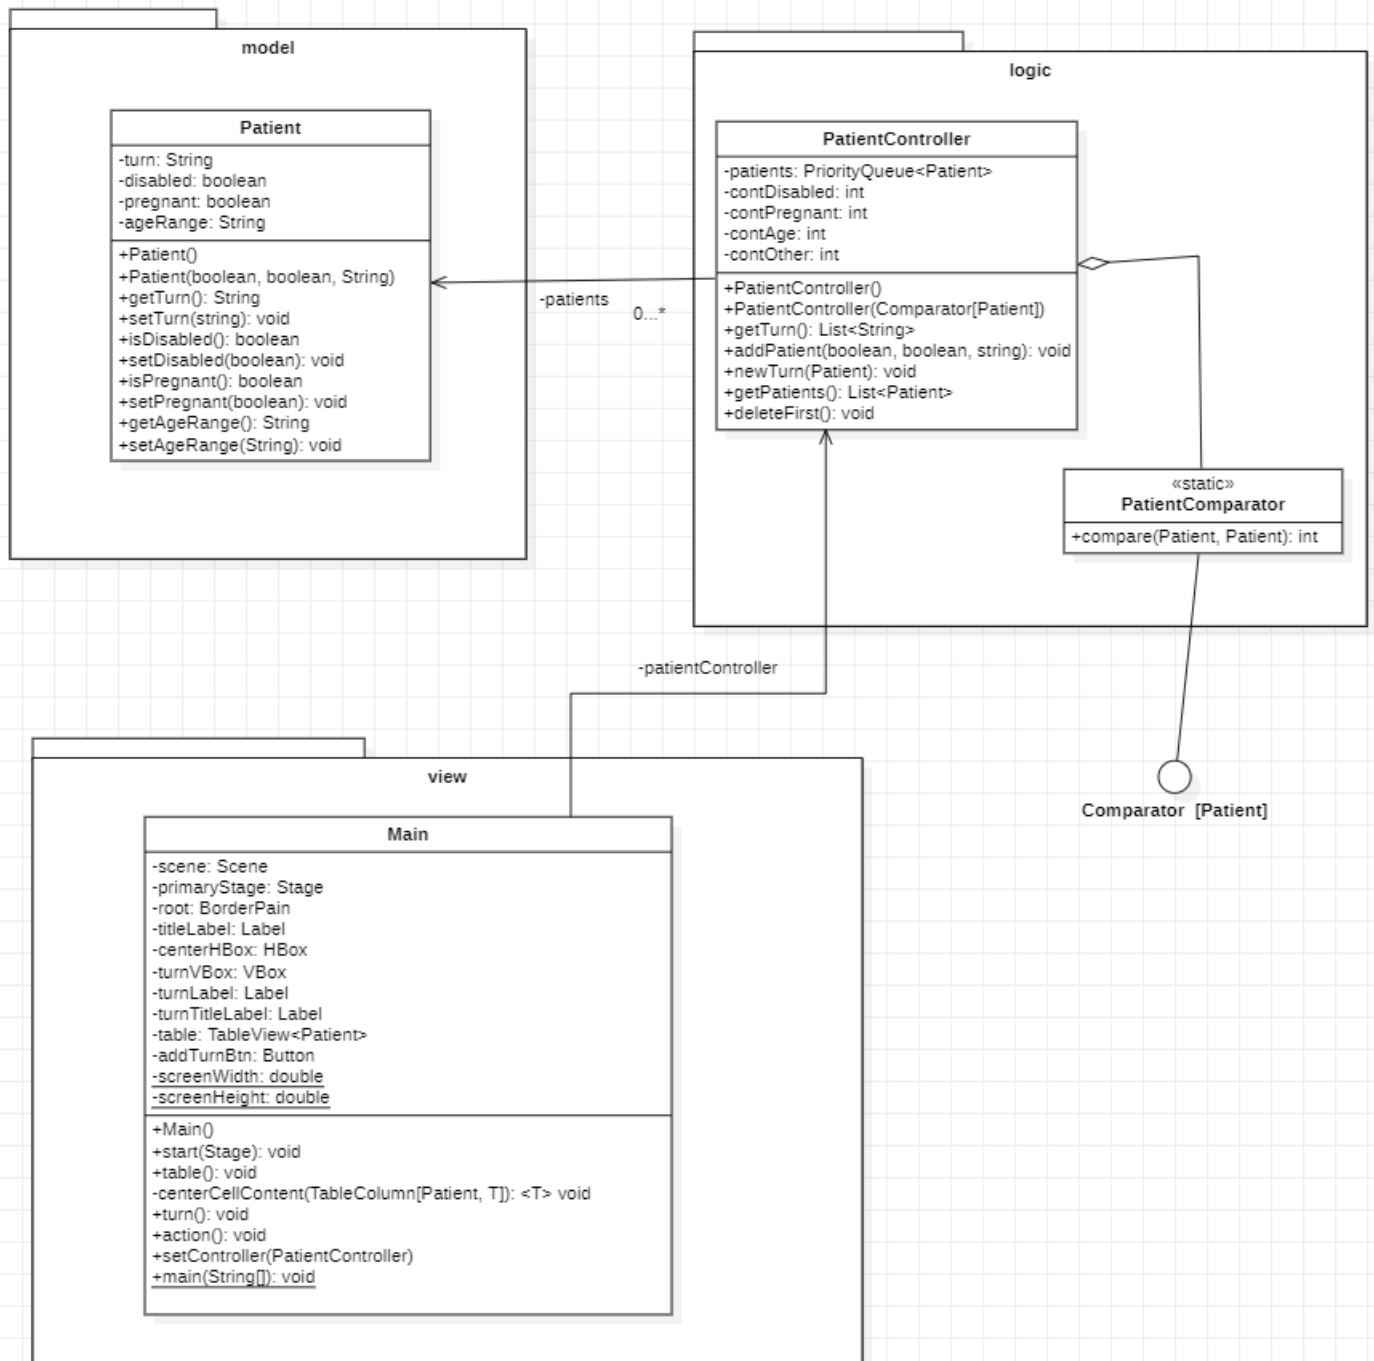 model
Patient
-turn: String
-disabled: boolean
-pregnant: boolean
-ageRange: String
+Patient()
+Patient(boolean, boolean, String)
+getTurn(): String
+setTurn(string): void
+isDisabled(): boolean
+setDisabled(boolean): void
+isPregnant(): boolean
+setPregnant(boolean): void
+getAgeRange(): String
+setAgeRange(String): void
-patients
0...*
logic
PatientController
-patients: PriorityQueue<Patient>
-contDisabled: int
-contPregnant: int
-contAge: int
-contOther: int
+PatientController()
+PatientController(Comparator[Patient])
+getTurn(): List<String>
+addPatient(boolean, boolean, string): void
+newTurn(Patient): void
+getPatients(): List<Patient>
+deleteFirst(): void
«static»
PatientComparator
+compare(Patient, Patient): int
-patientController
Comparator [Patient]
view
Main
-scene: Scene
-primaryStage: Stage
-root: BorderPain
-titleLabel: Label
-centerHBox: HBox
-turnVBox: VBox
-turnLabel: Label
-turnTitleLabel: Label
-table: TableView<Patient>
-addTurnBtn: Button
-screenWidth: double
-screenHeight: double
+Main()
+start(Stage): void
+table(): void
-centerCellContent(TableColumn[Patient, T]): <T> void
+turn(): void
+action(): void
+setController(PatientController)
+main(String[]): void